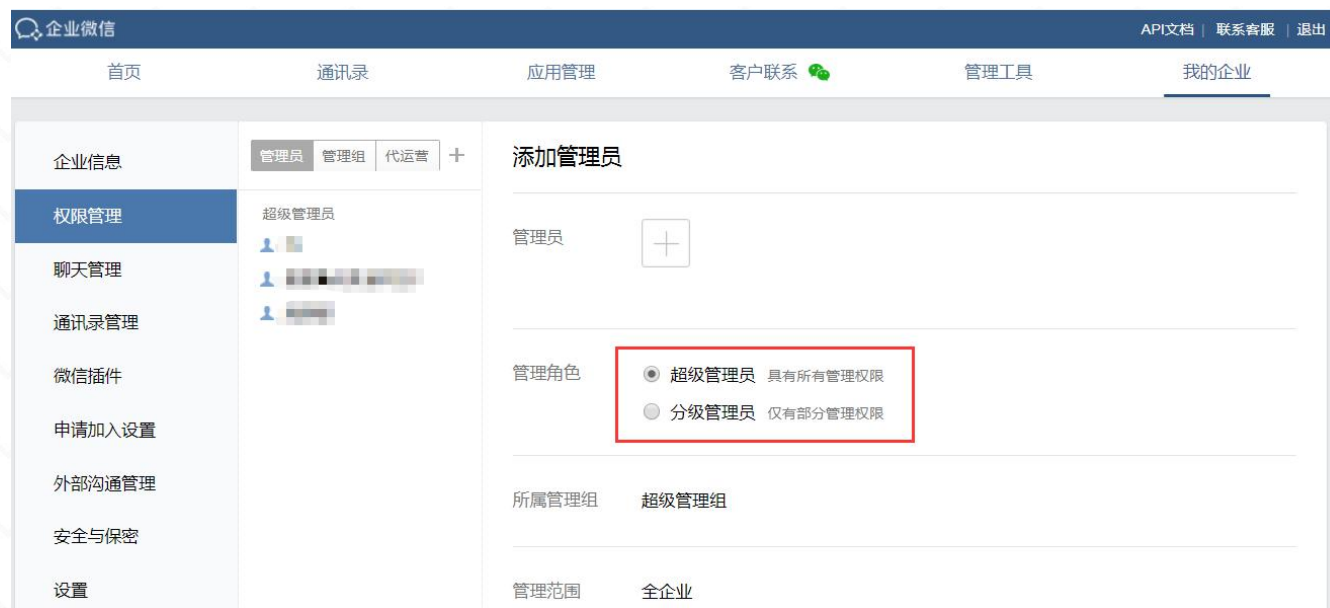 企业微信
API文档 | 联系客服 | 退出
首页 通讯录 应用管理 客户联系 管理工具 我的企业
企业信息
权限管理
聊天管理
通讯录管理
微信插件
申请加入设置
外部沟通管理
安全与保密
设置
管理员 管理组 代运营
超级管理员
添加管理员
管理员
管理角色
超级管理员 具有所有管理权限
分级管理员 仅有部分管理权限
所属管理组 超级管理组
管理范围 全企业